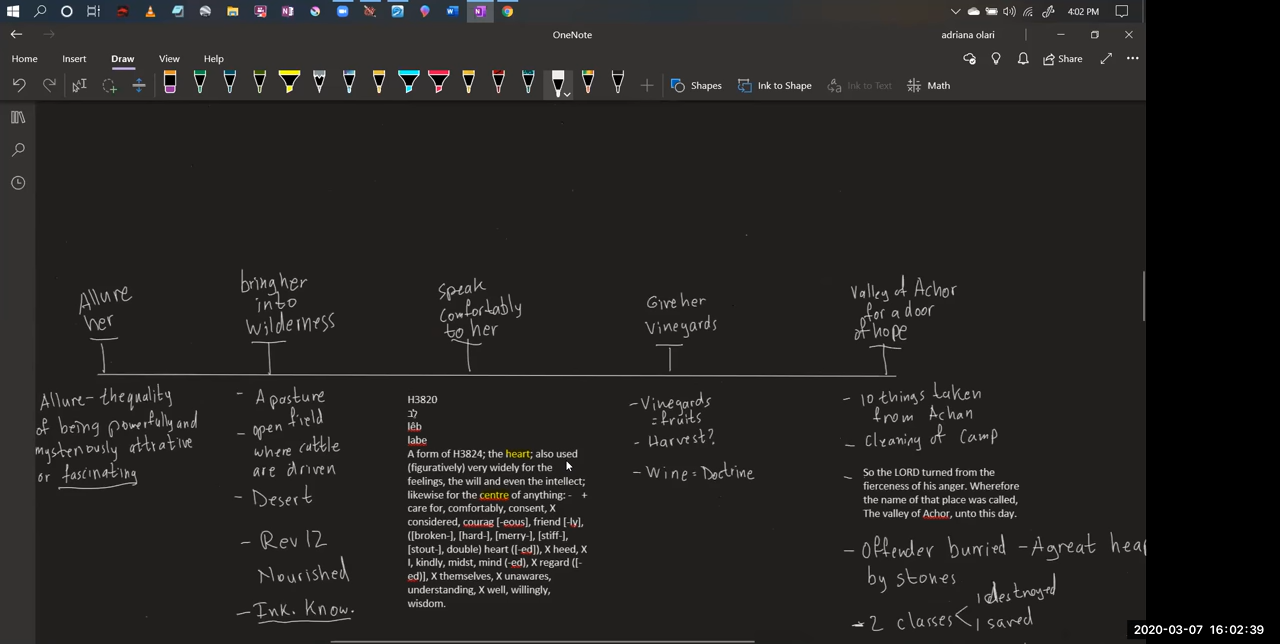 4:02 PM
OneNote
adriana olari
Home
Insert
Draw
View
Help
Share
Shapes
Ink to Shape
Ink to Text
Math
Allure
her
bring her
into
wilderness
speak
comfortably
to her
Give her
Vineyards
Valley of Achor
for a door
of hope
Allure- the quality
of being powerfully and
mysteriously attrative
or fascinating
- A pasture
- open field
where cuttle
are driven
- Desert
- Rev 12
Nourished
- Ink. Know.
H3820
לֵב
lêb
labe
A form of H3824; the heart; also used
(figuratively) very widely for the
feelings, the will and even the intellect;
likewise for the centre of anything: - +
care for, comfortably, consent, X
considered, courag [-eous], friend [-ly],
([broken-], [hard-], [merry-], [stiff-],
[stout-], double) heart ([-ed]), X heed, X
I, kindly, midst, mind (-ed), X regard ([-
ed)], X themselves, X unawares,
understanding, X well, willingly,
wisdom.
- Vineyards
= fruits
- Harvest?
- Wine = Doctrine
- 10 things taken
from Achan
- Cleaning of Camp
- So the LORD turned from the
fierceness of his anger. Wherefore
the name of that place was called,
The valley of Achor, unto this day.
- Offender burried - A great hea
by stones
- 2 classes < 1 destroyed
1 saved
2020-03-07 16:02:39